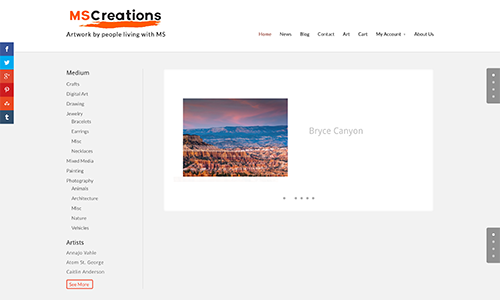 MSCreations
Artwork by people living with MS
Home News Blog Contact Art Cart My Account About Us
Medium
Crafts
Digital Art
Drawing
Jewelry
Bracelets
Earrings
Misc
Necklaces
Mixed Media
Painting
Photography
Animals
Architecture
Misc
Nature
Vehicles
Artists
Annajo Vahle
Atom St. George
Caitlin Anderson
See More
Bryce Canyon